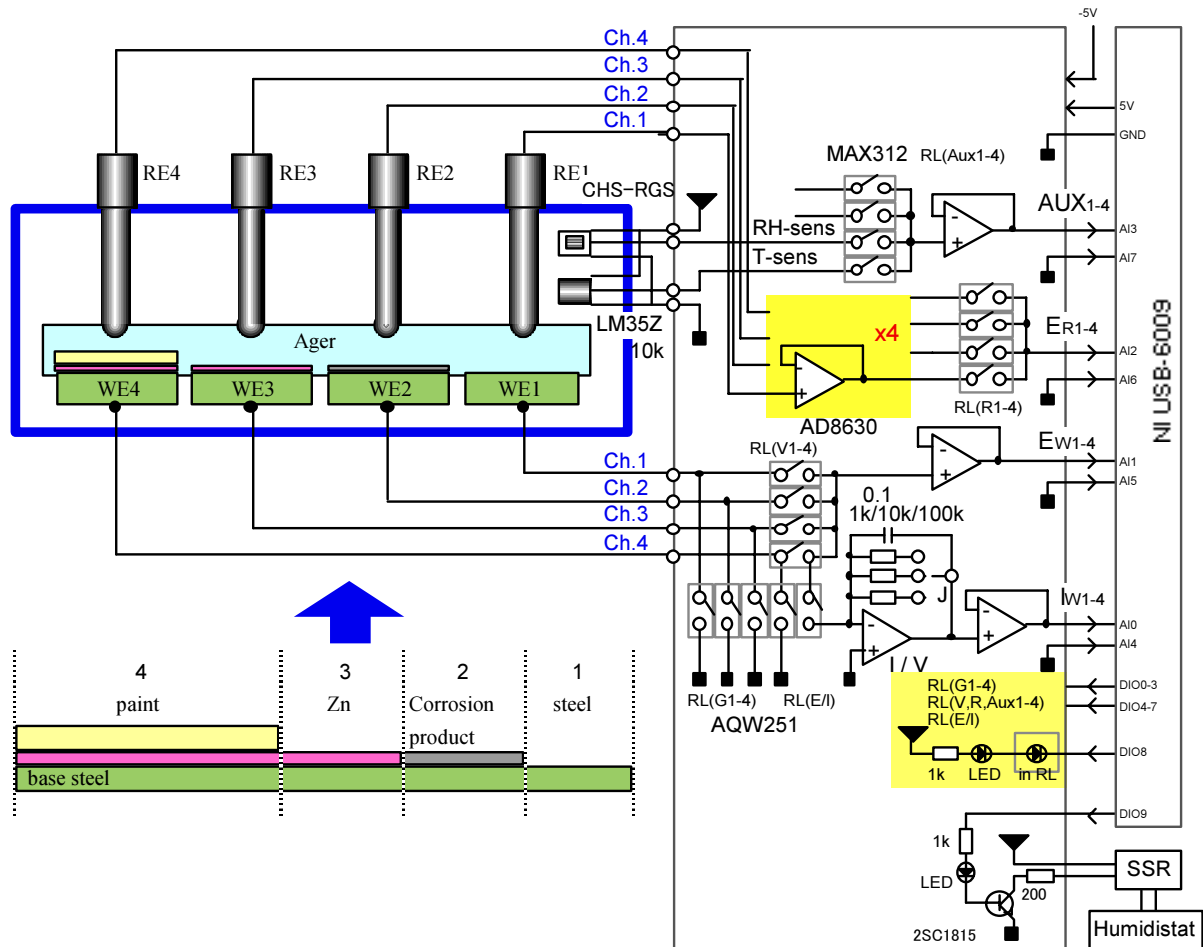 -5V
Ch.4
Ch.3
Ch.2
Ch.1
5V
GND
RE4
RE3
RE2
RE1
CHS-RGS
MAX312
RL(Aux1-4)
AUX1-4
AI3
RH-sens
T-sens
AI7
LM35Z
10k
Ager
x4
ER1-4
AI2
AI6
WE4
WE3
WE2
WE1
AD8630
RL(R1-4)
NI USB-6009
Ch.1
Ch.2
Ch.3
Ch.4
RL(V1-4)
EW1-4
AI1
AI5
0.1
1k/10k/100k
J
IW1-4
AI0
AI4
I / V
RL(G1-4)
RL(E/I)
AQW251
RL(G1-4)
RL(V,R,Aux1-4)
RL(E/I)
DIO0-3
DIO4-7
DIO8
1k
LED
in RL
4
3
2
1
paint
Zn
Corrosion
product
steel
base steel
DIO9
1k
LED
200
2SC1815
SSR
Humidistat